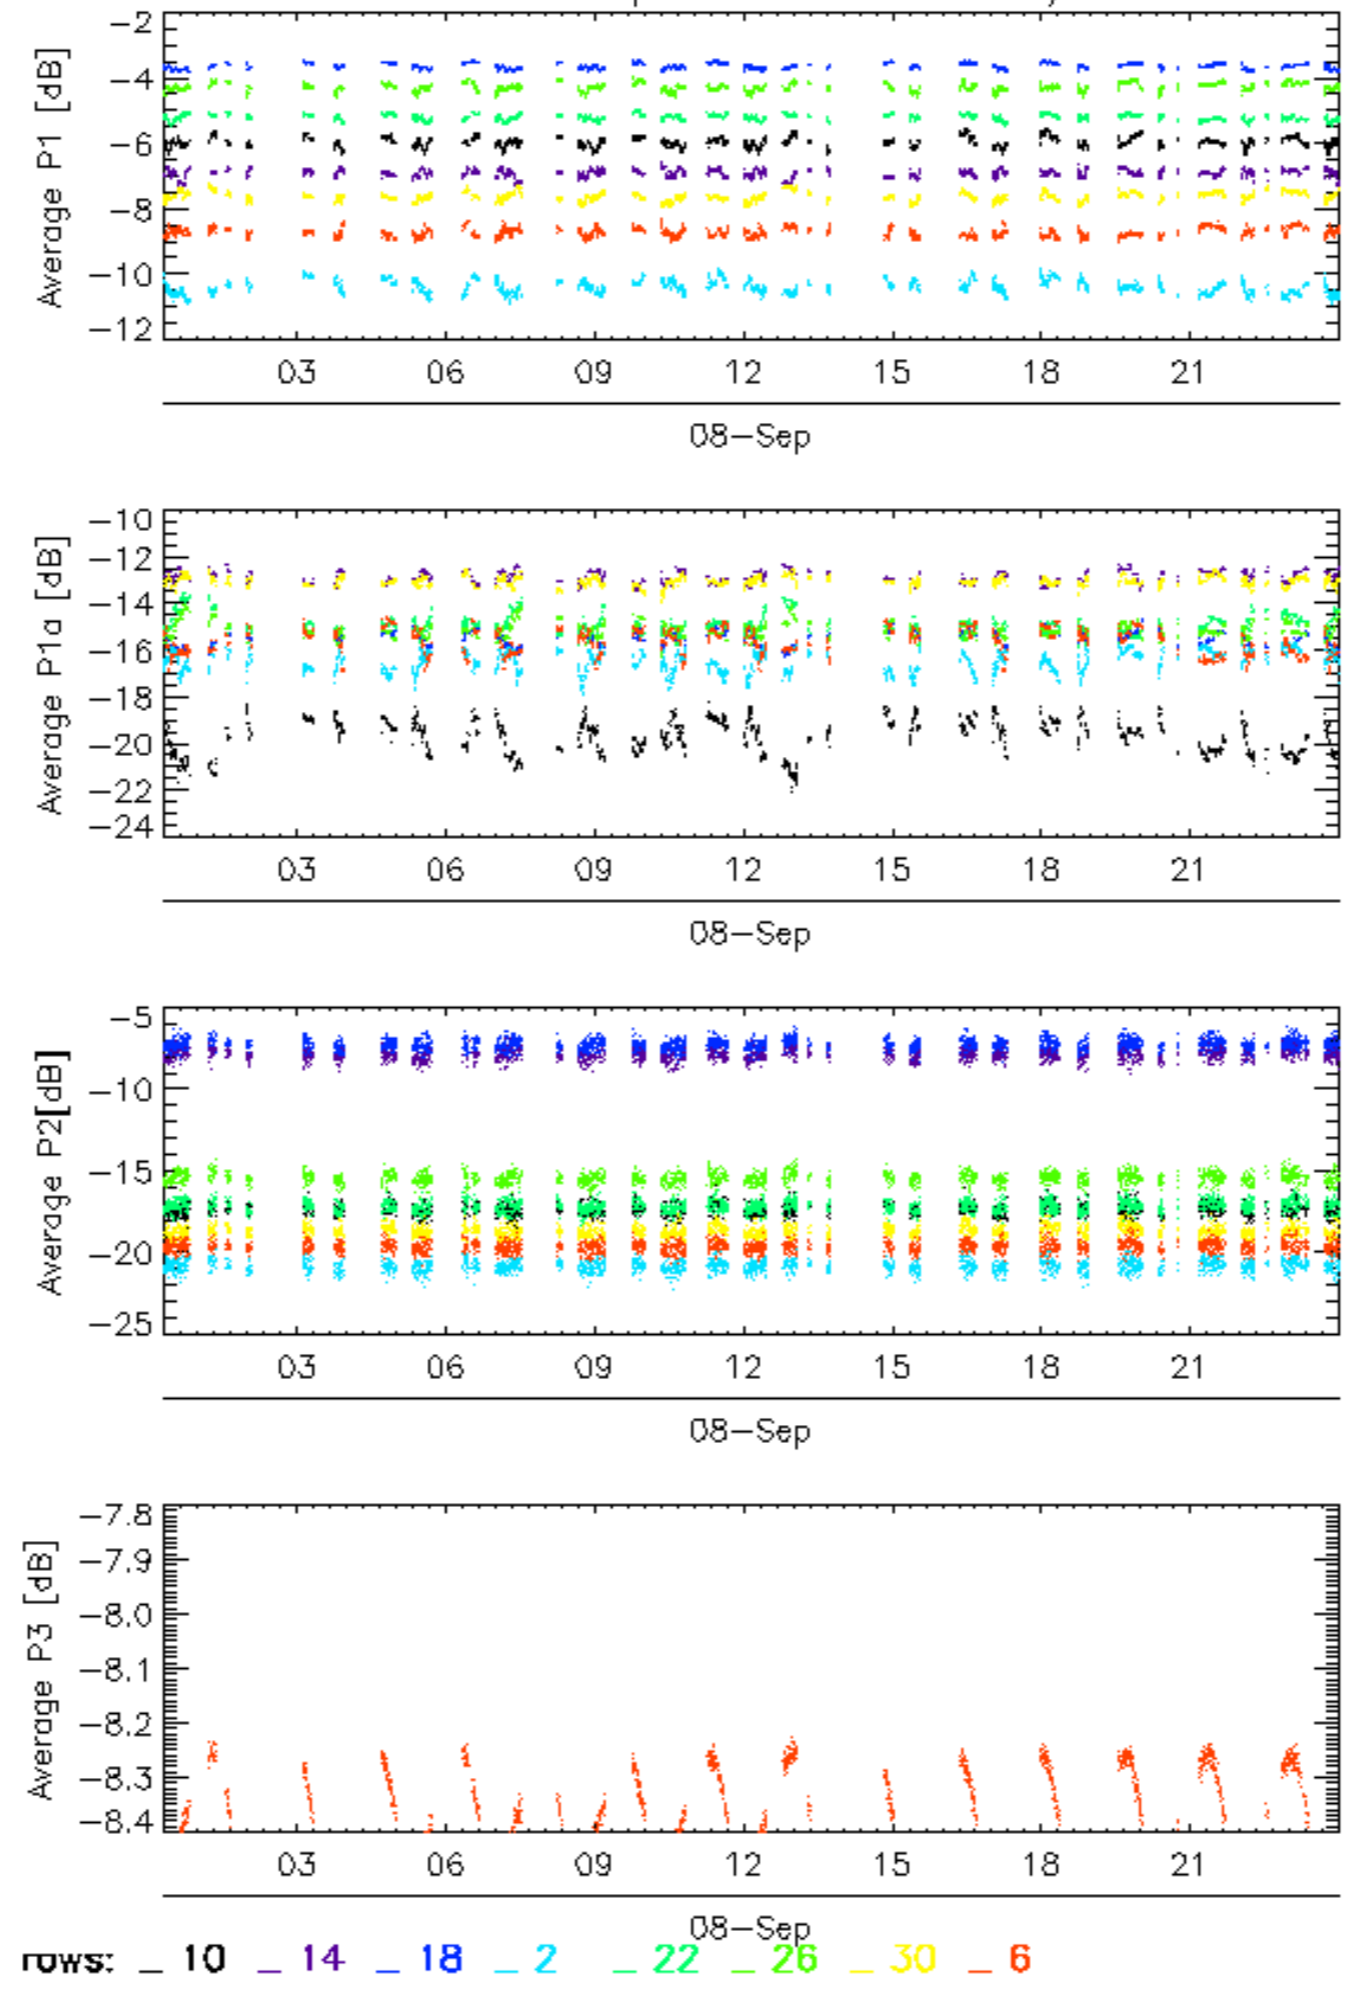 Average P1 [dB]
-2
-4
-6
-8
-10
-12
03 06 09 12 15 18 21
08-Sep
Average P1a [dB]
-10
-12
-14
-16
-18
-20
-22
-24
03 06 09 12 15 18 21
08-Sep
Average P2[dB]
-5
-10
-15
-20
-25
03 06 09 12 15 18 21
08-Sep
Average P3 [dB]
-7.8
-7.9
-8.0
-8.1
-8.2
-8.3
-8.4
03 06 09 12 15 18 21
08-Sep
rows: _ 10 _ 14 _ 18 _ 2 _ 22 _ 26 _ 30 _ 6